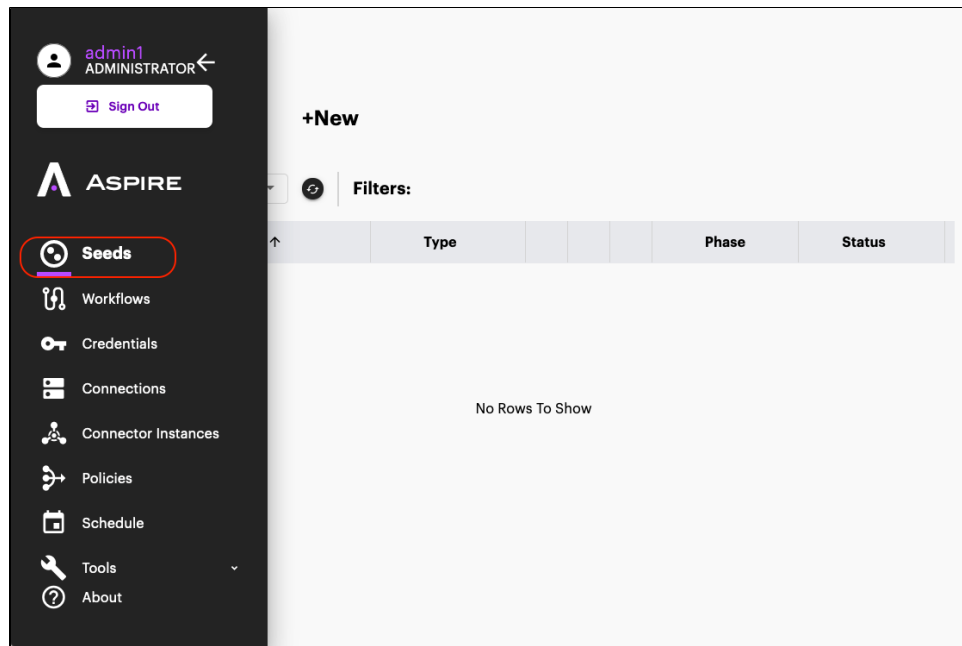 admin1
ADMINISTRATOR
Sign Out
ASPIRE
Seeds
Workflows
Credentials
Connections
Connector Instances
Policies
Schedule
Tools
About
+New
Filters:
Type Phase Status
No Rows To Show